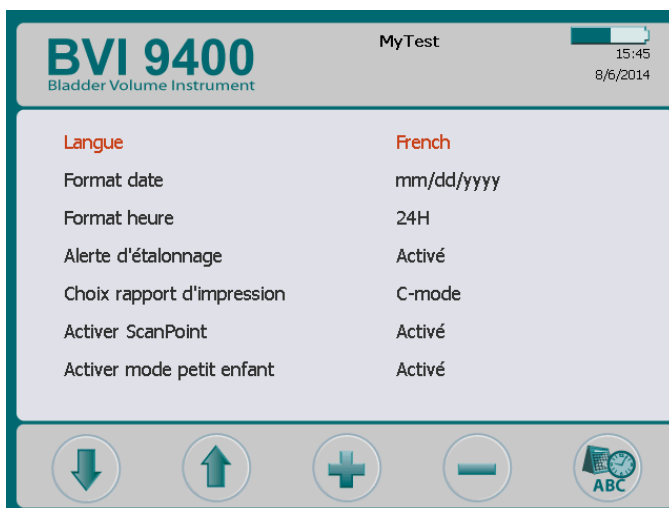 BVI 9400
Bladder Volume Instrument
MyTest
15:45
8/6/2014
Langue French
Format date mm/dd/yyyy
Format heure 24H
Alerte d'étalonnage Activé
Choix rapport d'impression C-mode
Activer ScanPoint Activé
Activer mode petit enfant Activé
ABC